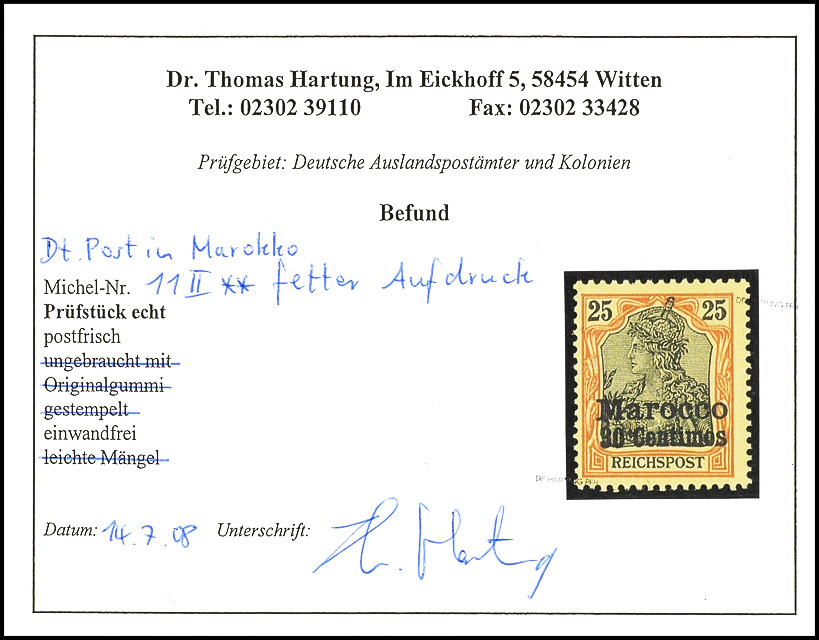 Dr. Thomas Hartung, Im Eickhoff 5, 58454 Witten
Tel.: 02302 39110 Fax: 02302 33428
Prüfgebiet: Deutsche Auslandspostämter und Kolonien
Befund
Dt. Post in Marokko
Michel-Nr. 11 II ** fetter Aufdruck
Prüfstück echt
postfrisch
ungebraucht mit
Originalgummi
gestempelt
einwandfrei
leichte Mängel
25 25
Marocco
30 Centimos
REICHSPOST
Datum: 14.7.08 Unterschrift: Th. Hartung